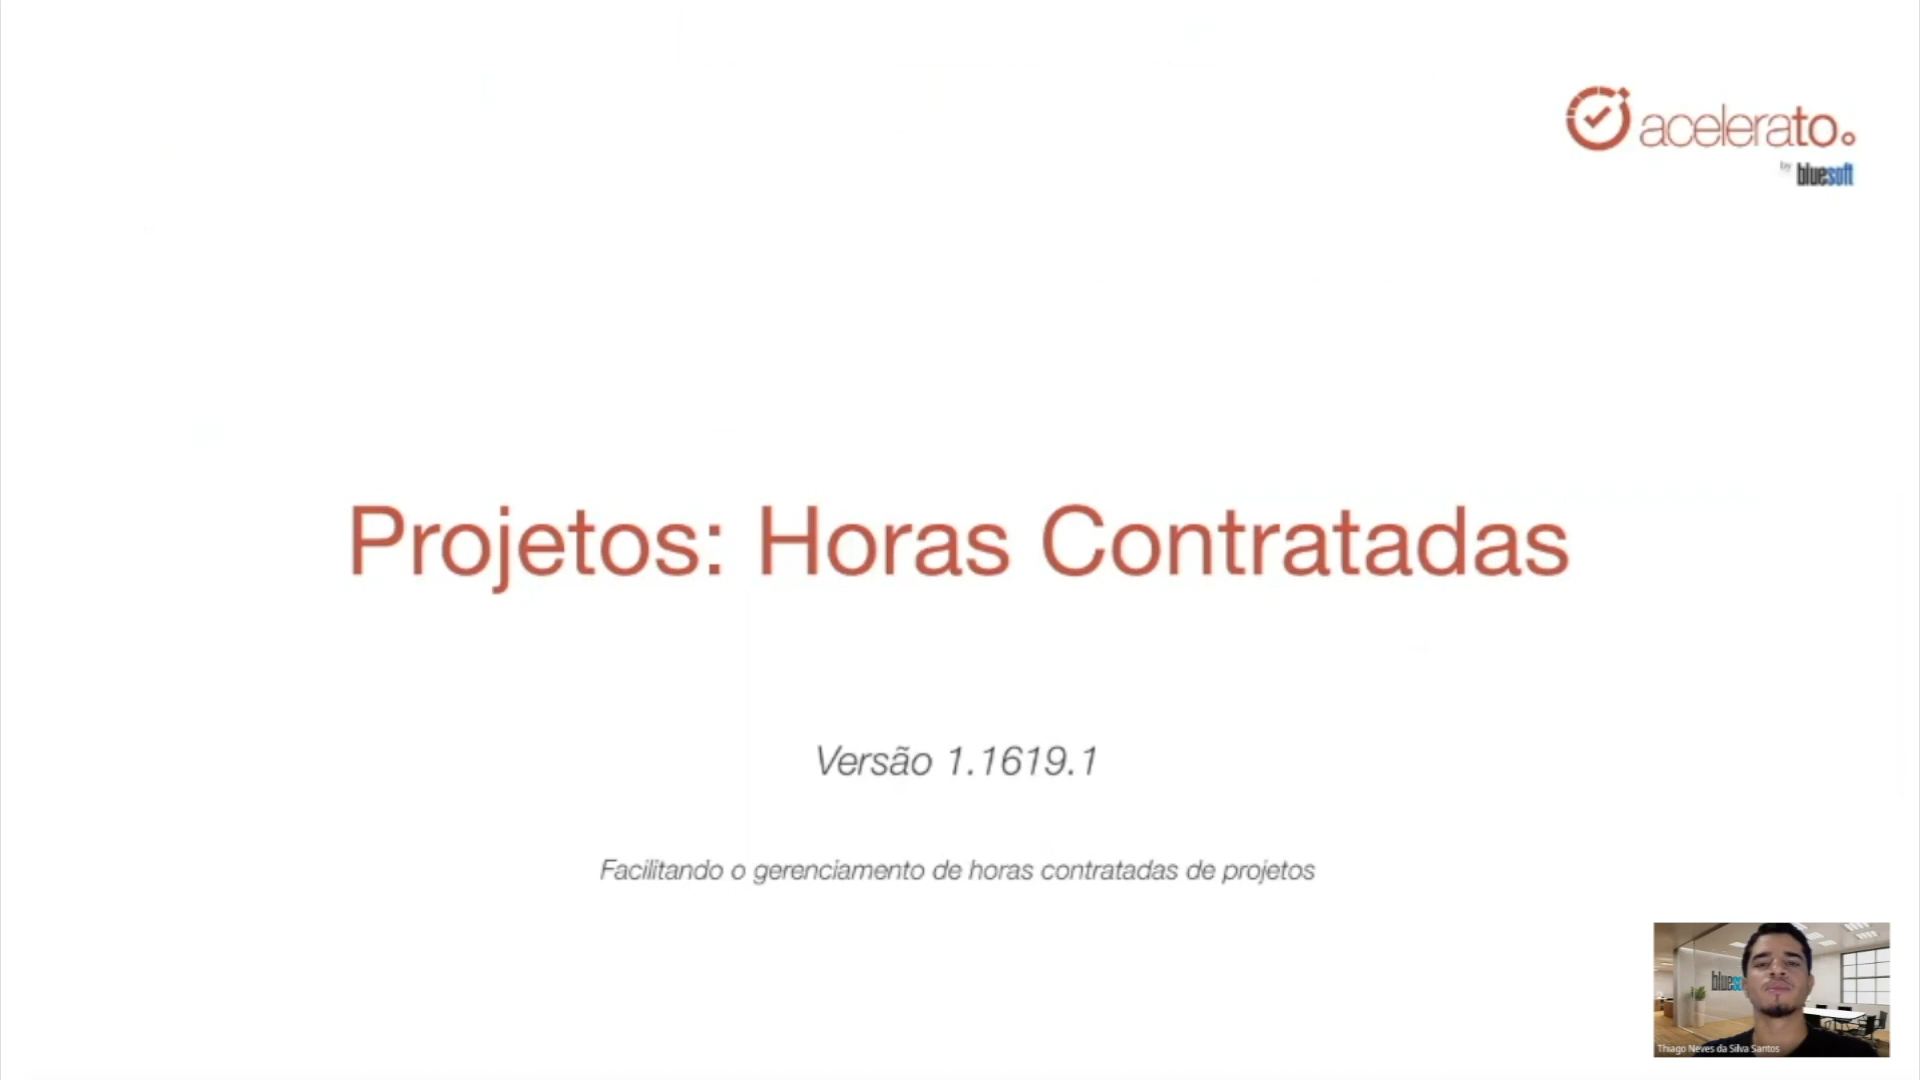 acelerato
by bluesoft
Projetos: Horas Contratadas
Versão 1.1619.1
Facilitando o gerenciamento de horas contratadas de projetos
blueso
Thiago Neves da Silva Santos